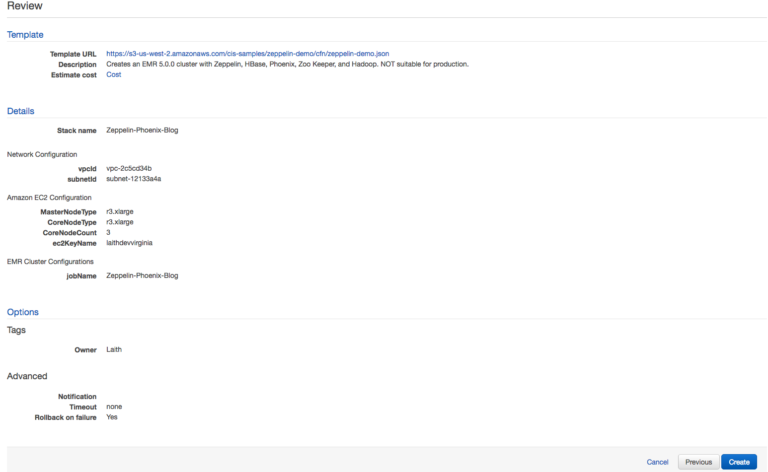 Review
Template
Template URL https://s3-us-west-2.amazonaws.com/cis-samples/zeppelin-demo/cfn/zeppelin-demo.json
Description Creates an EMR 5.0.0 cluster with Zeppelin, HBase, Phoenix, Zoo Keeper, and Hadoop. NOT suitable for production.
Estimate cost Cost
Details
Stack name Zeppelin-Phoenix-Blog
Network Configuration
vpcId vpc-2c5cd34b
subnetId subnet-12133a4a
Amazon EC2 Configuration
MasterNodeType r3.xlarge
CoreNodeType r3.xlarge
CoreNodeCount 3
ec2KeyName laithdevvirginia
EMR Cluster Configurations
jobName Zeppelin-Phoenix-Blog
Options
Tags
Owner Laith
Advanced
Notification
Timeout none
Rollback on failure Yes
Cancel Previous Create